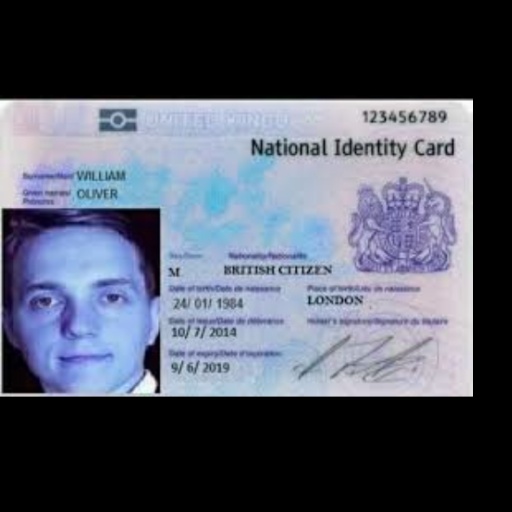 UNITED KINGDOM
123456789
National Identity Card
Surname/Nom WILLIAM
Given names/ OLIVER
Prénoms
Sex/Sexe Nationality/Nationalité
M BRITISH CITIZEN
Date of birth/Date de naissance Place of birth/Lieu de naissance
24/ 01/ 1984 LONDON
Date of issue/Date de délivrance Holder's signature/Signature du titulaire
10/ 7/ 2014
Date of expiry/Date d'expiration
9/ 6/ 2019